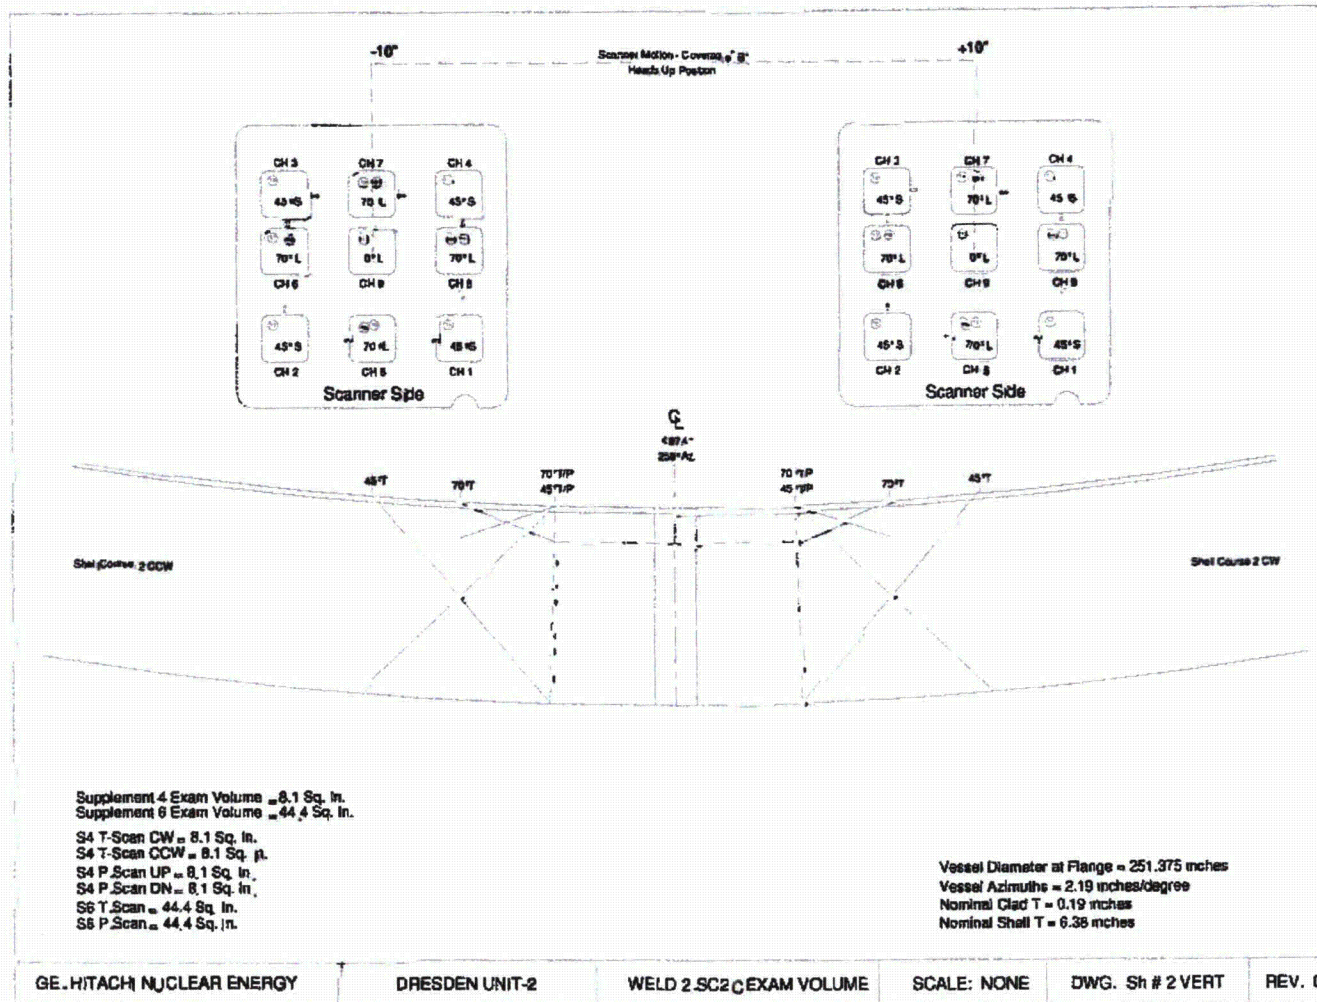 -10"
Scanner Motion - Coverage
+10"
Heads Up Position
CH 3
CH 7
CH 4
45°S
70°L
45°S
70°L
0°L
70°L
CH 6
CH 9
CH 8
45°S
70°L
45°S
CH 2
CH 5
CH 1
Scanner Side
CH 3
CH 7
CH 4
45°S
70°L
45°S
70°L
0°L
70°L
CH 9
45°S
70°L
45°S
CH 2
CH 1
Scanner Side
CL
45°T
70°T
70°T/P
45°T/P
70°T/P
45°T/P
70°T
45°T
Shell Course 2 CCW
Shell Course 2 CW
Supplement 4 Exam Volume = 8.1 Sq. In.
Supplement 6 Exam Volume = 44.4 Sq. In.
S4 T-Scan CW = 8.1 Sq. In.
S4 T-Scan CCW = 8.1 Sq. In.
S4 P.Scan UP = 8.1 Sq. In.
S4 P.Scan DN = 8.1 Sq. In.
S6 T.Scan = 44.4 Sq. In.
S6 P.Scan = 44.4 Sq. In.
Vessel Diameter at Flange = 251.375 inches
Vessel Azimuths = 2.19 inches/degree
Nominal Clad T = 0.19 inches
Nominal Shell T = 6.38 inches
GE-HITACHI NUCLEAR ENERGY
DRESDEN UNIT-2
WELD 2-SC2C EXAM VOLUME
SCALE: NONE
DWG. Sh # 2 VERT
REV.